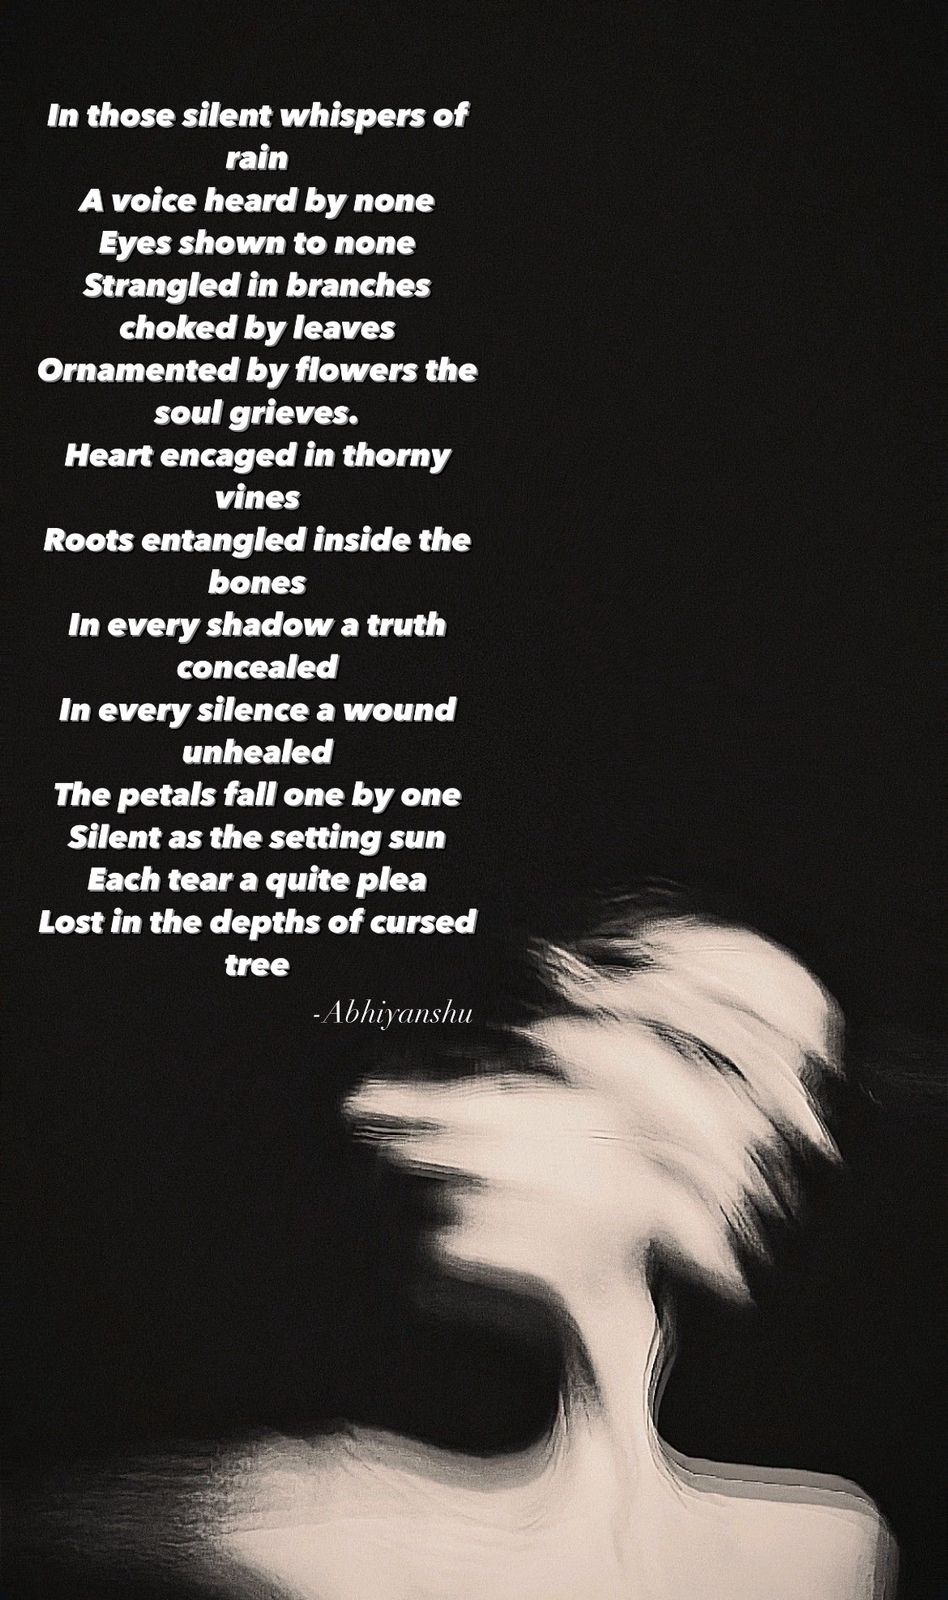 In those silent whispers of
rain
A voice heard by none
Eyes shown to none
Strangled in branches
choked by leaves
Ornamented by flowers the
soul grieves.
Heart encaged in thorny
vines
Roots entangled inside the
bones
In every shadow a truth
concealed
In every silence a wound
unhealed
The petals fall one by one
Silent as the setting sun
Each tear a quite plea
Lost in the depths of cursed
tree
-Abhiyanshu